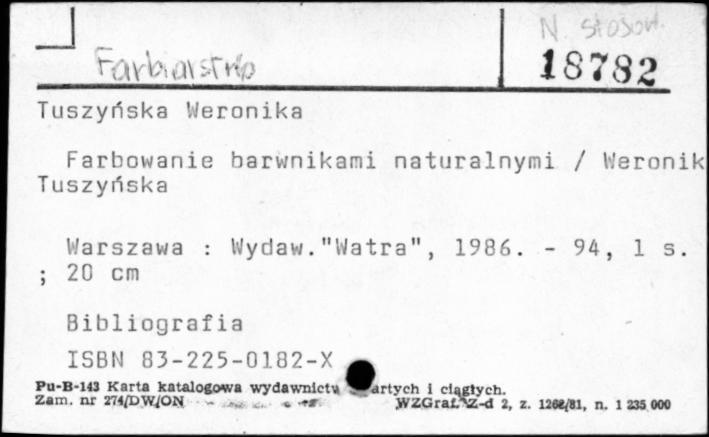 N. stosow.
Farbiarstwo
18782
Tuszyńska Weronika
Farbowanie barwnikami naturalnymi / Weronik
Tuszyńska
Warszawa : Wydaw."Watra", 1986. - 94, 1 s.
; 20 cm
Bibliografia
ISBN 83-225-0182-X
Pu-B-143 Karta katalogowa wydawnictw artych i ciągłych.
Zam. nr 274/DW/ON WZGraf. Z-d 2, z. 1268/81, n. 1 235 000